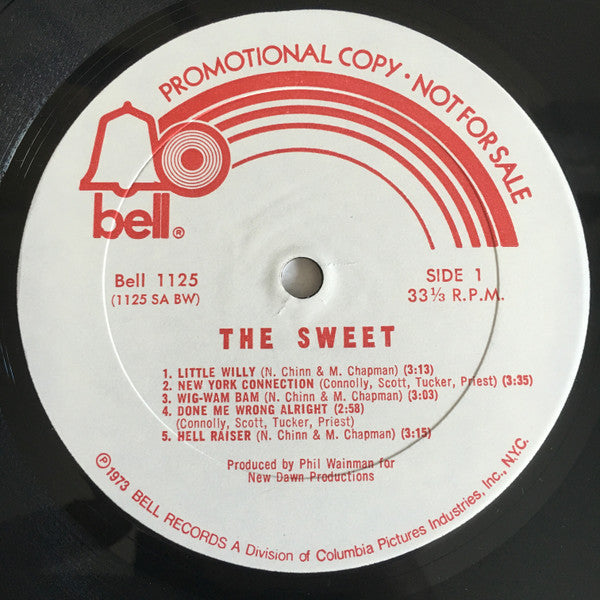 PROMOTIONAL COPY · NOT FOR SALE
bell®
Bell 1125
(1125 SA BW)
SIDE 1
33⅓ R.P.M.
THE SWEET
1. LITTLE WILLY (N. Chinn & M. Chapman) (3:13)
2. NEW YORK CONNECTION (Connolly, Scott, Tucker, Priest) (3:35)
3. WIG-WAM BAM (N. Chinn & M. Chapman) (3:03)
4. DONE ME WRONG ALRIGHT (2:58)
(Connolly, Scott, Tucker, Priest)
5. HELL RAISER (N. Chinn & M. Chapman) (3:15)
Produced by Phil Wainman for
New Dawn Productions
℗1973 BELL RECORDS A Division of Columbia Pictures Industries, Inc., N.Y.C.